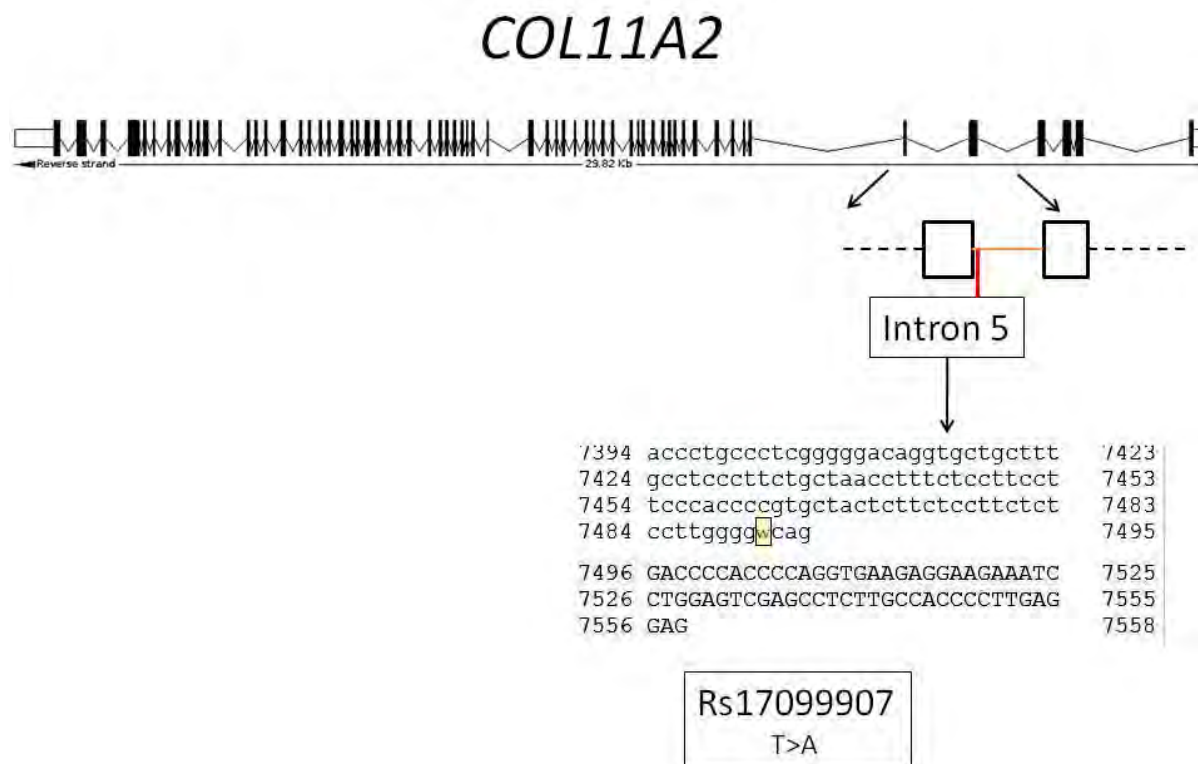 COL11A2
Reverse strand
29.82 Kb
Intron 5
7394 accctgccctcgggggacaggtgctgcttt 7423
7424 gcctcccttctgctaacctttctccttcct 7453
7454 tcccaccccgtgctactcttctccttctct 7483
7484 ccttggggwcag 7495
7496 GACCCCACCCCAGGTGAAGAGGAAGAAATC 7525
7526 CTGGAGTCGAGCCTCTTGCCACCCCTTGAG 7555
7556 GAG 7558
Rs17099907
T>A